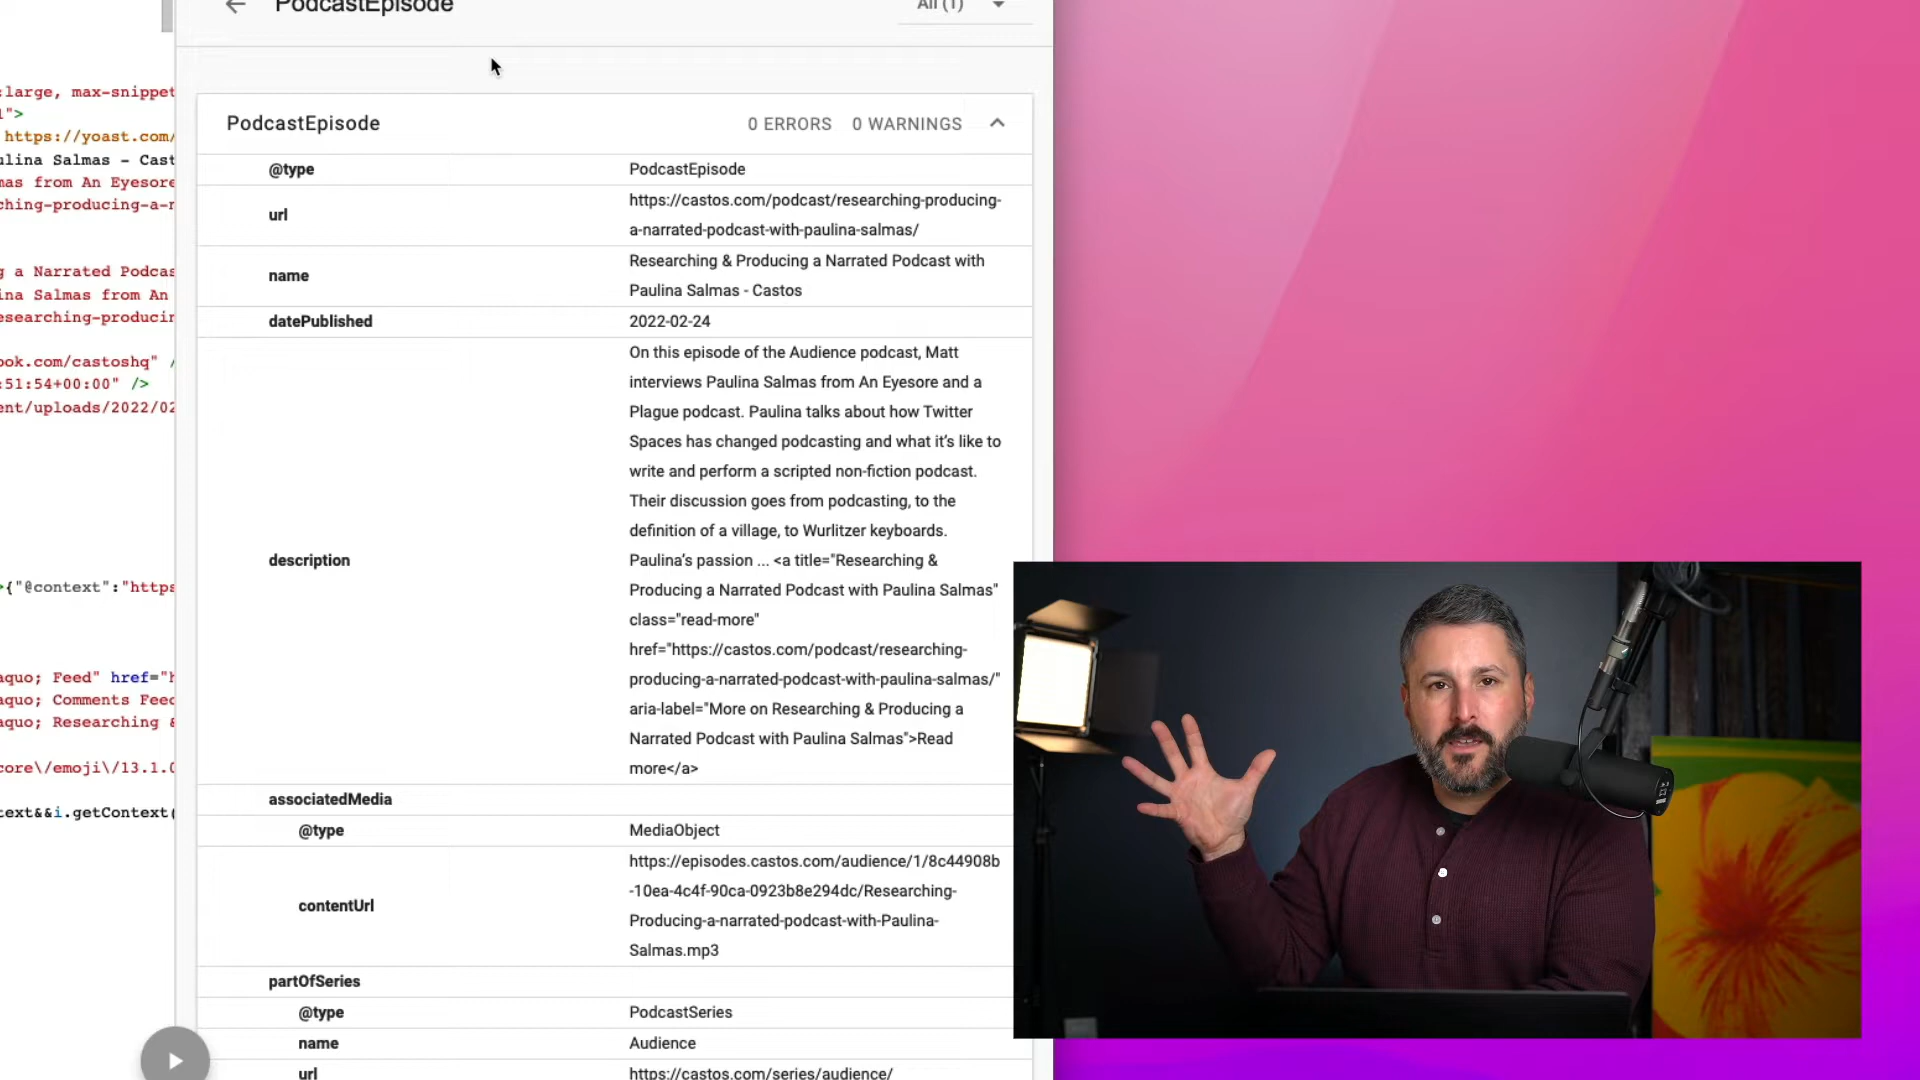 PodcastEpisode
All (1)
:large, max-snippet
l">
https://yoast.com/
ulina Salmas - Cast
mas from An Eyesore
ching-producing-a-n
g a Narrated Podcas
ina Salmas from An
esearching-producin
ook.com/castoshq" /
:51:54+00:00" />
ent/uploads/2022/02
>{"@context":"https
aquo; Feed" href="h
aquo; Comments Feed
aquo; Researching &
core\/emoji\/13.1.0
text&&i.getContext(
PodcastEpisode
0 ERRORS
0 WARNINGS
@type
PodcastEpisode
url
https://castos.com/podcast/researching-producing-
a-narrated-podcast-with-paulina-salmas/
name
Researching & Producing a Narrated Podcast with
Paulina Salmas - Castos
datePublished
2022-02-24
description
On this episode of the Audience podcast, Matt
interviews Paulina Salmas from An Eyesore and a
Plague podcast. Paulina talks about how Twitter
Spaces has changed podcasting and what it’s like to
write and perform a scripted non-fiction podcast.
Their discussion goes from podcasting, to the
definition of a village, to Wurlitzer keyboards.
Paulina’s passion ... <a title="Researching &
Producing a Narrated Podcast with Paulina Salmas"
class="read-more"
href="https://castos.com/podcast/researching-
producing-a-narrated-podcast-with-paulina-salmas/"
aria-label="More on Researching & Producing a
Narrated Podcast with Paulina Salmas">Read
more</a>
associatedMedia
@type
MediaObject
contentUrl
https://episodes.castos.com/audience/1/8c44908b
-10ea-4c4f-90ca-0923b8e294dc/Researching-
Producing-a-narrated-podcast-with-Paulina-
Salmas.mp3
partOfSeries
@type
PodcastSeries
name
Audience
url
https://castos.com/series/audience/